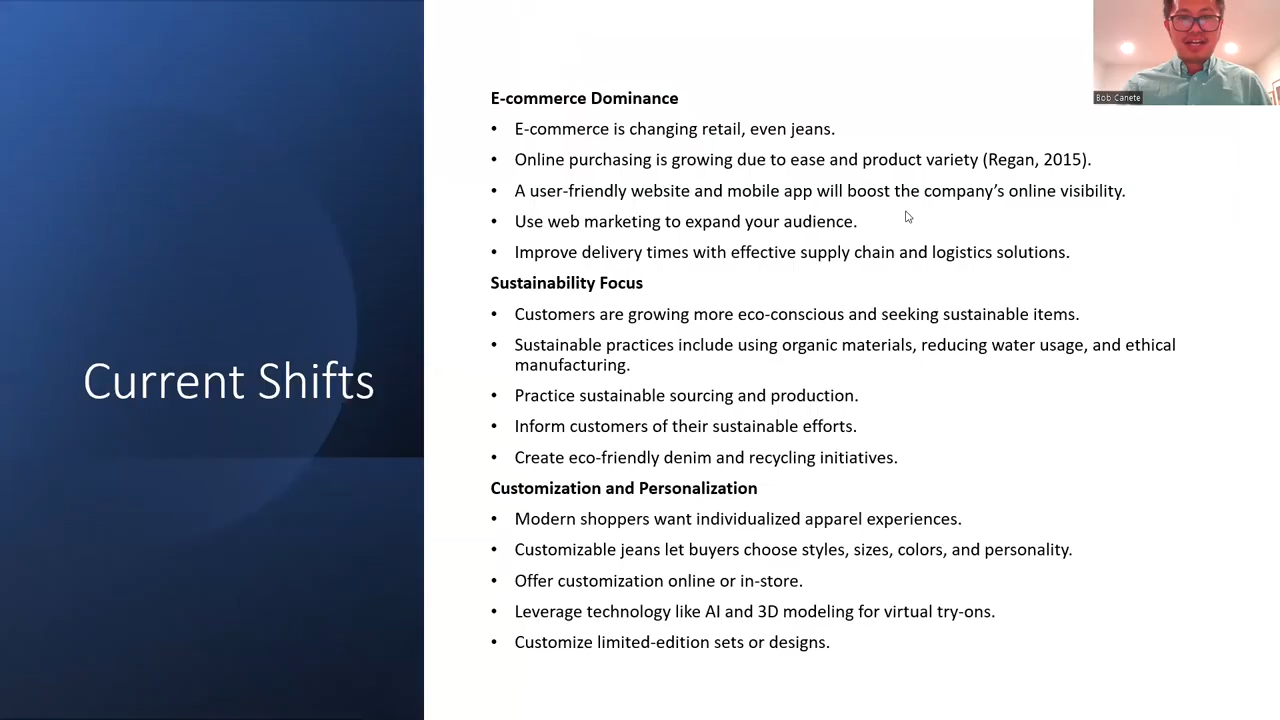 Bob Canete
Current Shifts
E-commerce Dominance
• E-commerce is changing retail, even jeans.
• Online purchasing is growing due to ease and product variety (Regan, 2015).
• A user-friendly website and mobile app will boost the company’s online visibility.
• Use web marketing to expand your audience.
• Improve delivery times with effective supply chain and logistics solutions.
Sustainability Focus
• Customers are growing more eco-conscious and seeking sustainable items.
• Sustainable practices include using organic materials, reducing water usage, and ethical
manufacturing.
• Practice sustainable sourcing and production.
• Inform customers of their sustainable efforts.
• Create eco-friendly denim and recycling initiatives.
Customization and Personalization
• Modern shoppers want individualized apparel experiences.
• Customizable jeans let buyers choose styles, sizes, colors, and personality.
• Offer customization online or in-store.
• Leverage technology like AI and 3D modeling for virtual try-ons.
• Customize limited-edition sets or designs.